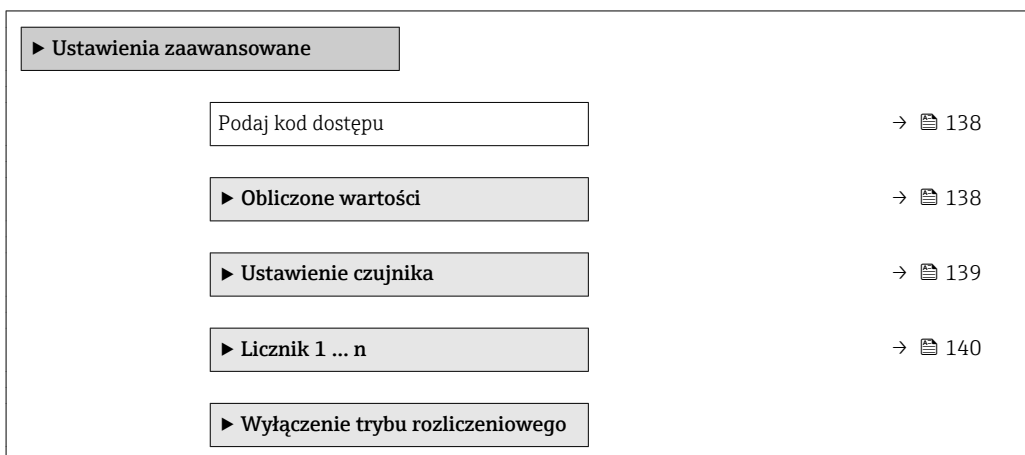 ▶ Ustawienia zaawansowane
Podaj kod dostępu → 🖹 138
▶ Obliczone wartości → 🖹 138
▶ Ustawienie czujnika → 🖹 139
▶ Licznik 1 … n → 🖹 140
▶ Wyłączenie trybu rozliczeniowego